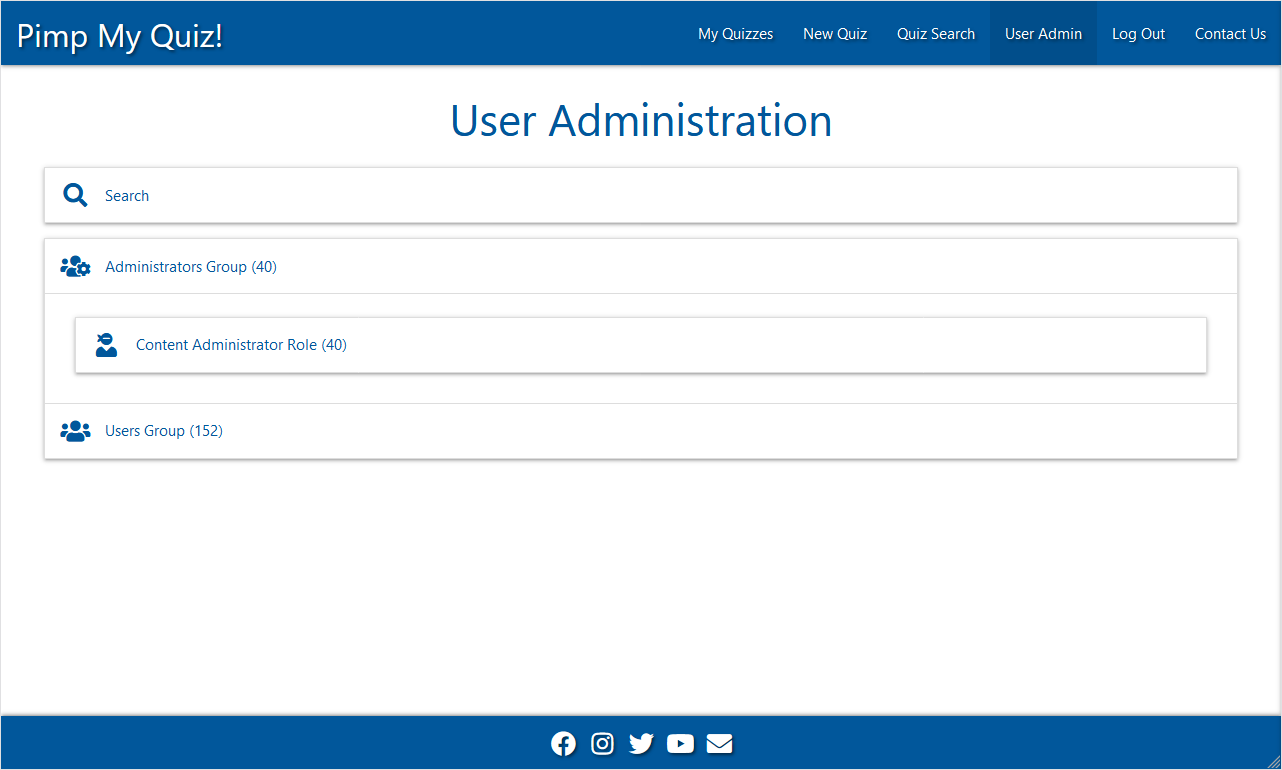 Pimp My Quiz!
My Quizzes New Quiz Quiz Search User Admin Log Out Contact Us
User Administration
Search
Administrators Group (40)
Content Administrator Role (40)
Users Group (152)